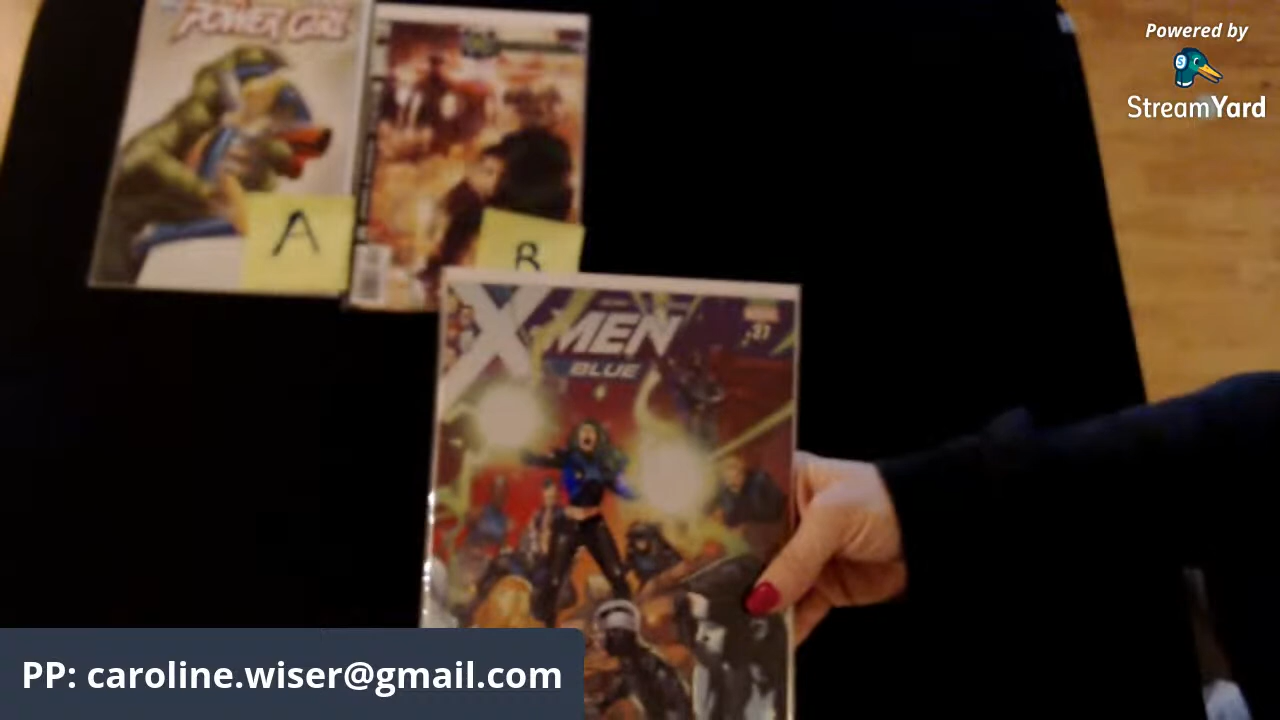 POWER GIRL
Powered by
StreamYard
A
B
X-MEN
BLUE
PP: caroline.wiser@gmail.com